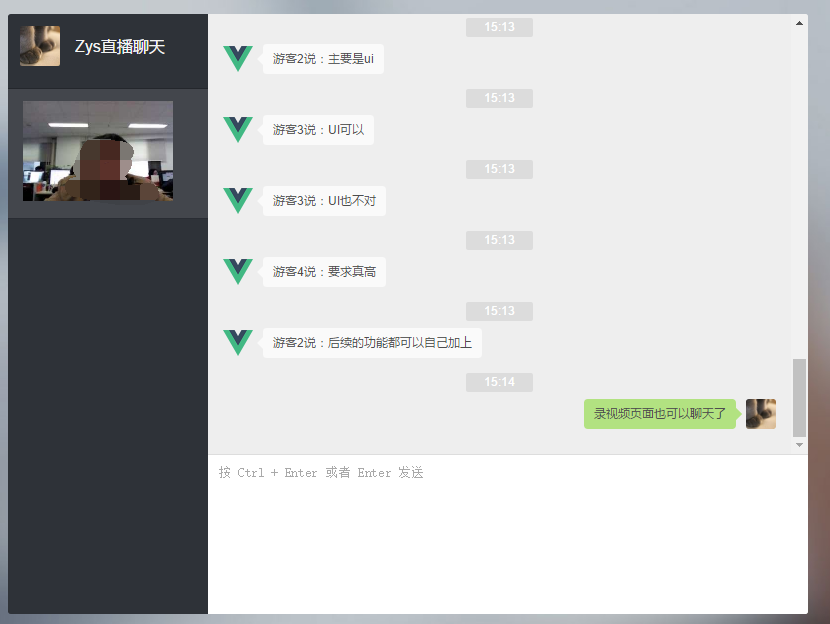 Zys直播聊天
15:13
游客2说：主要是ui
15:13
游客3说：UI可以
15:13
游客3说：UI也不对
15:13
游客4说：要求真高
15:13
游客2说：后续的功能都可以自己加上
15:14
录视频页面也可以聊天了
按 Ctrl + Enter 或者 Enter 发送